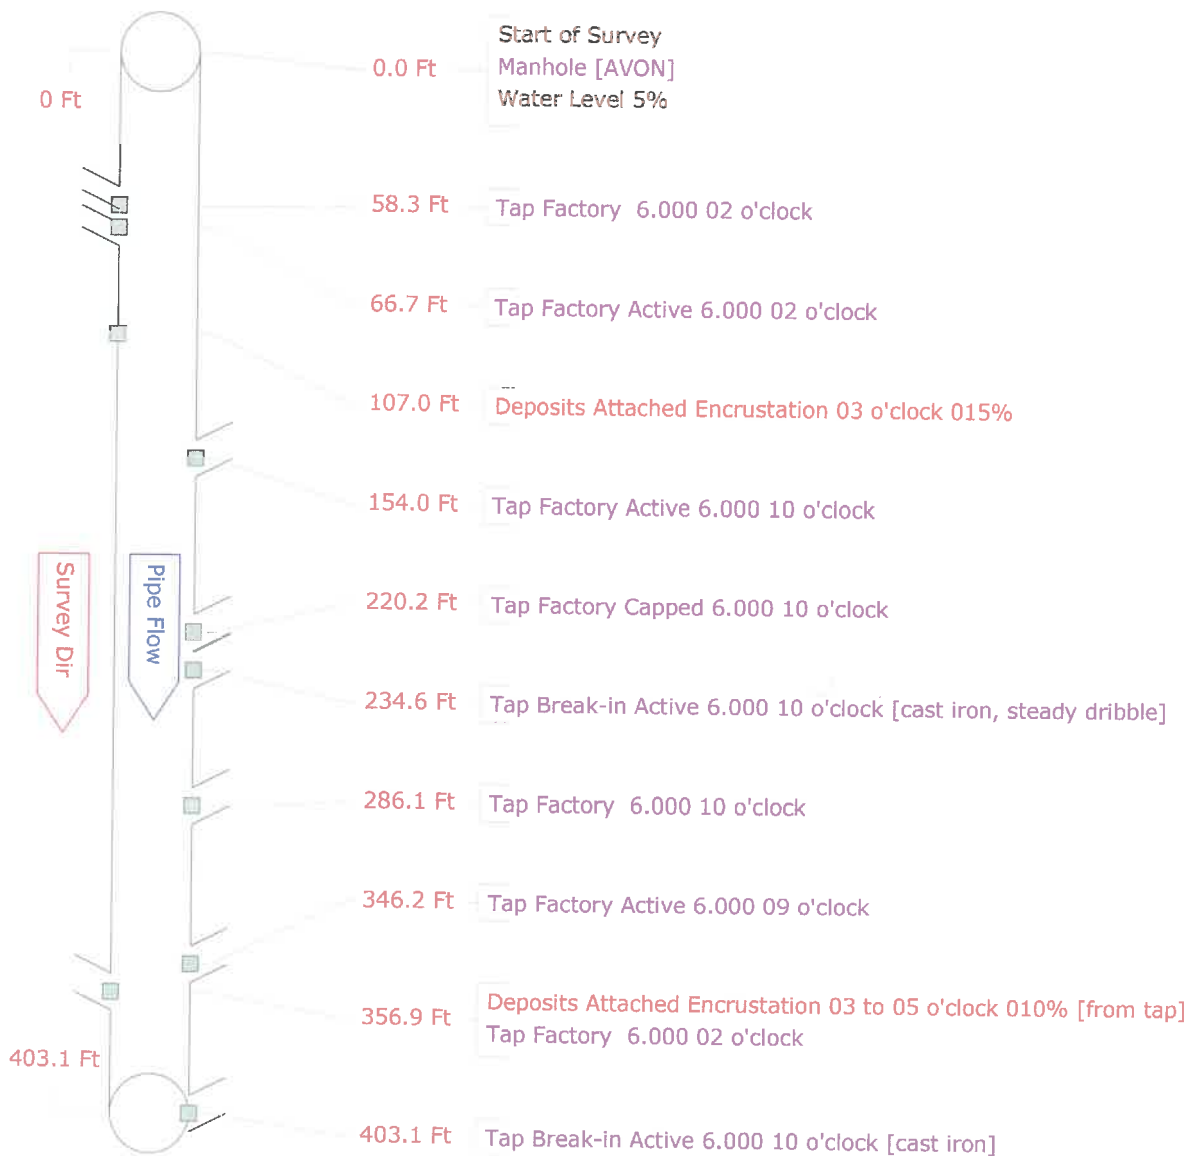 Start of Survey
0.0 Ft Manhole [AVON]
0 Ft Water Level 5%
58.3 Ft Tap Factory 6.000 02 o'clock
66.7 Ft Tap Factory Active 6.000 02 o'clock
107.0 Ft Deposits Attached Encrustation 03 o'clock 015%
154.0 Ft Tap Factory Active 6.000 10 o'clock
Survey Dir
Pipe Flow
220.2 Ft Tap Factory Capped 6.000 10 o'clock
234.6 Ft Tap Break-in Active 6.000 10 o'clock [cast iron, steady dribble]
286.1 Ft Tap Factory 6.000 10 o'clock
346.2 Ft Tap Factory Active 6.000 09 o'clock
Deposits Attached Encrustation 03 to 05 o'clock 010% [from tap]
356.9 Ft Tap Factory 6.000 02 o'clock
403.1 Ft
403.1 Ft Tap Break-in Active 6.000 10 o'clock [cast iron]